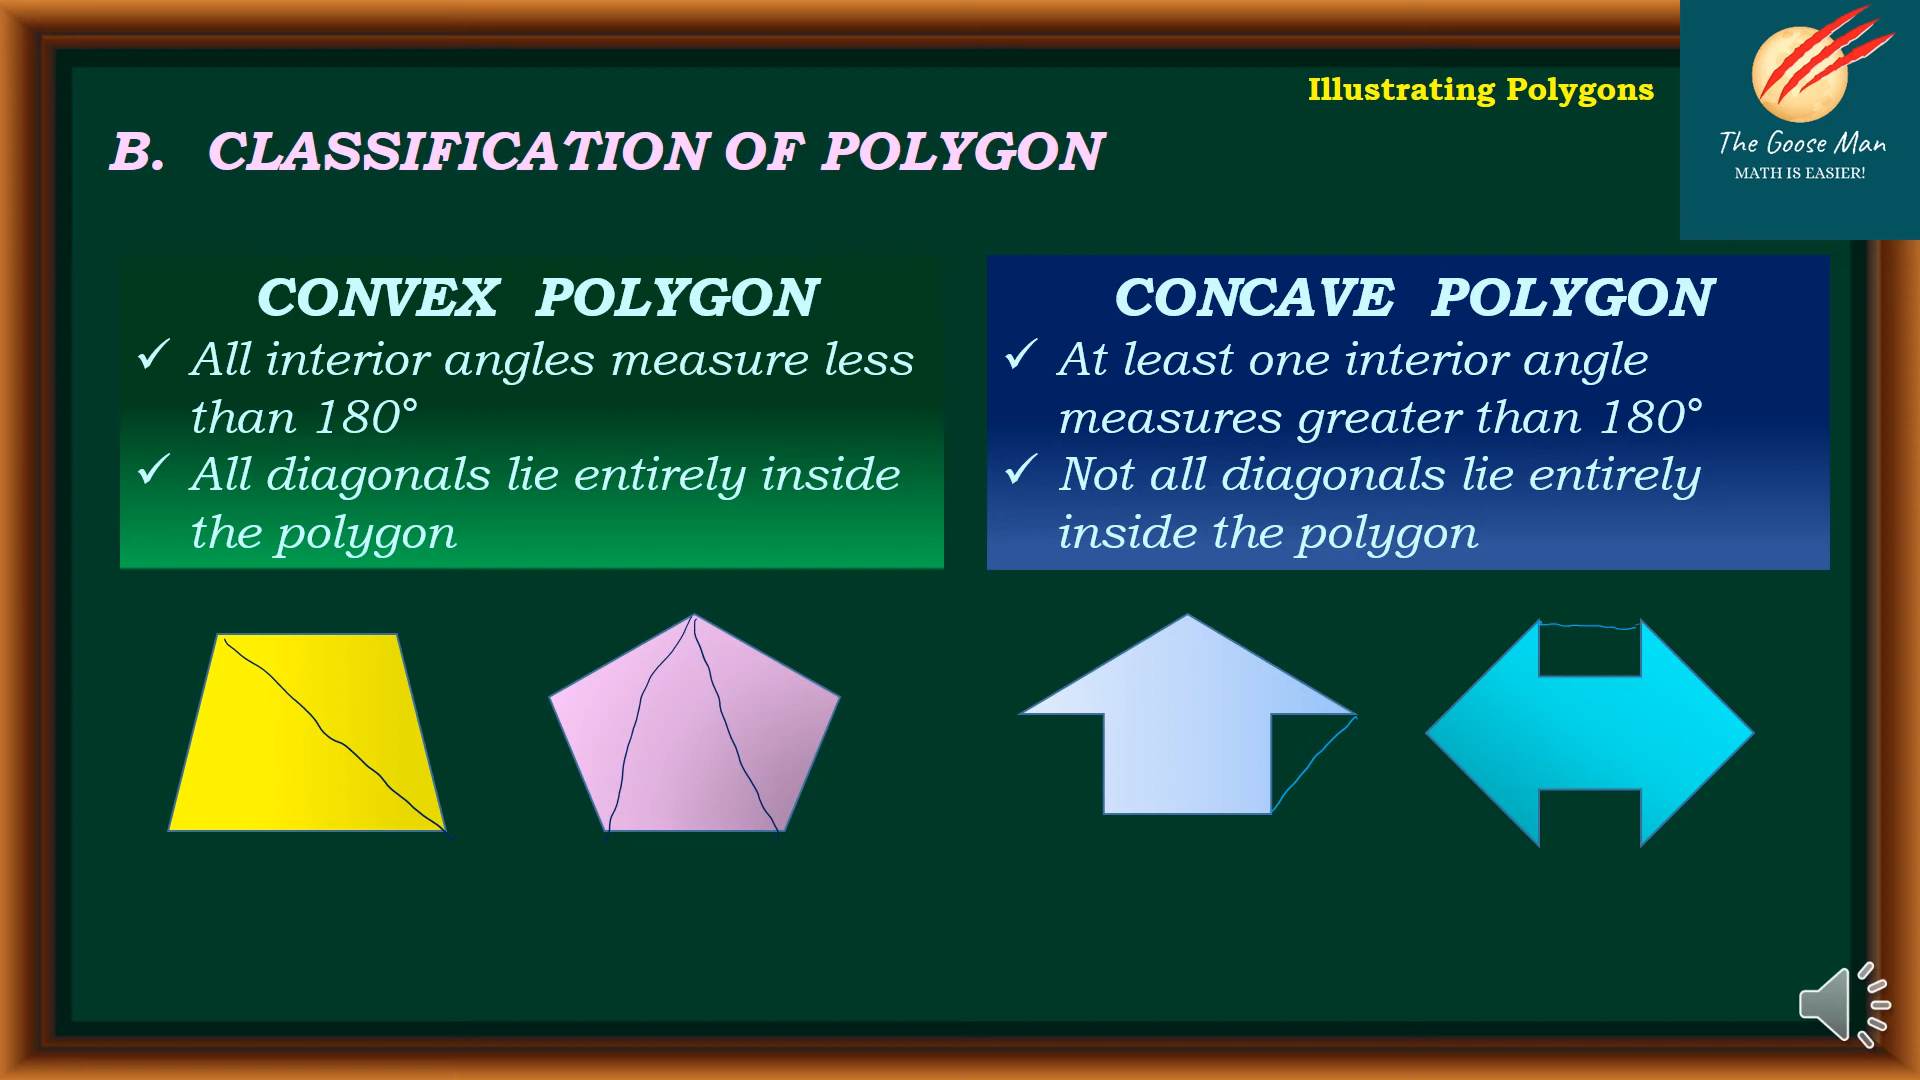 Illustrating Polygons
The Goose Man
MATH IS EASIER!
B. CLASSIFICATION OF POLYGON
CONVEX POLYGON
✓ All interior angles measure less
than 180°
✓ All diagonals lie entirely inside
the polygon
CONCAVE POLYGON
✓ At least one interior angle
measures greater than 180°
✓ Not all diagonals lie entirely
inside the polygon